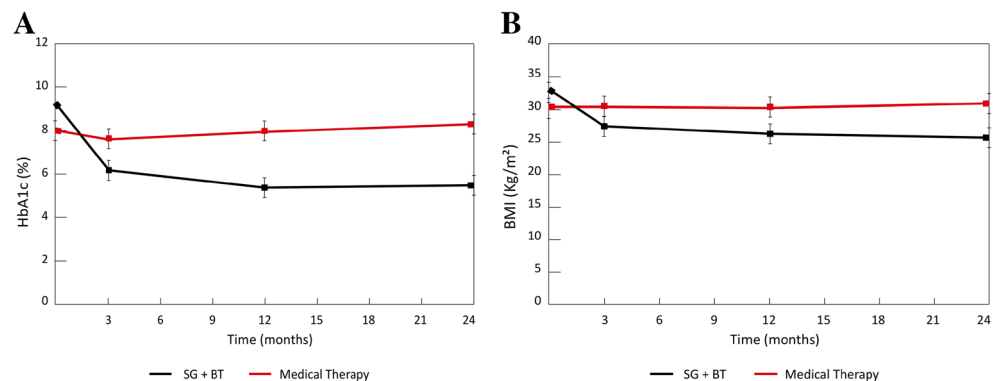 A
12
10
8
6
4
2
0
HbA1c (%)
3 6 9 12 15 18 21 24
Time (months)
SG + BT Medical Therapy
B
40
35
30
25
20
15
10
5
0
BMI (Kg/m²)
3 6 9 12 15 18 21 24
Time (months)
SG + BT Medical Therapy